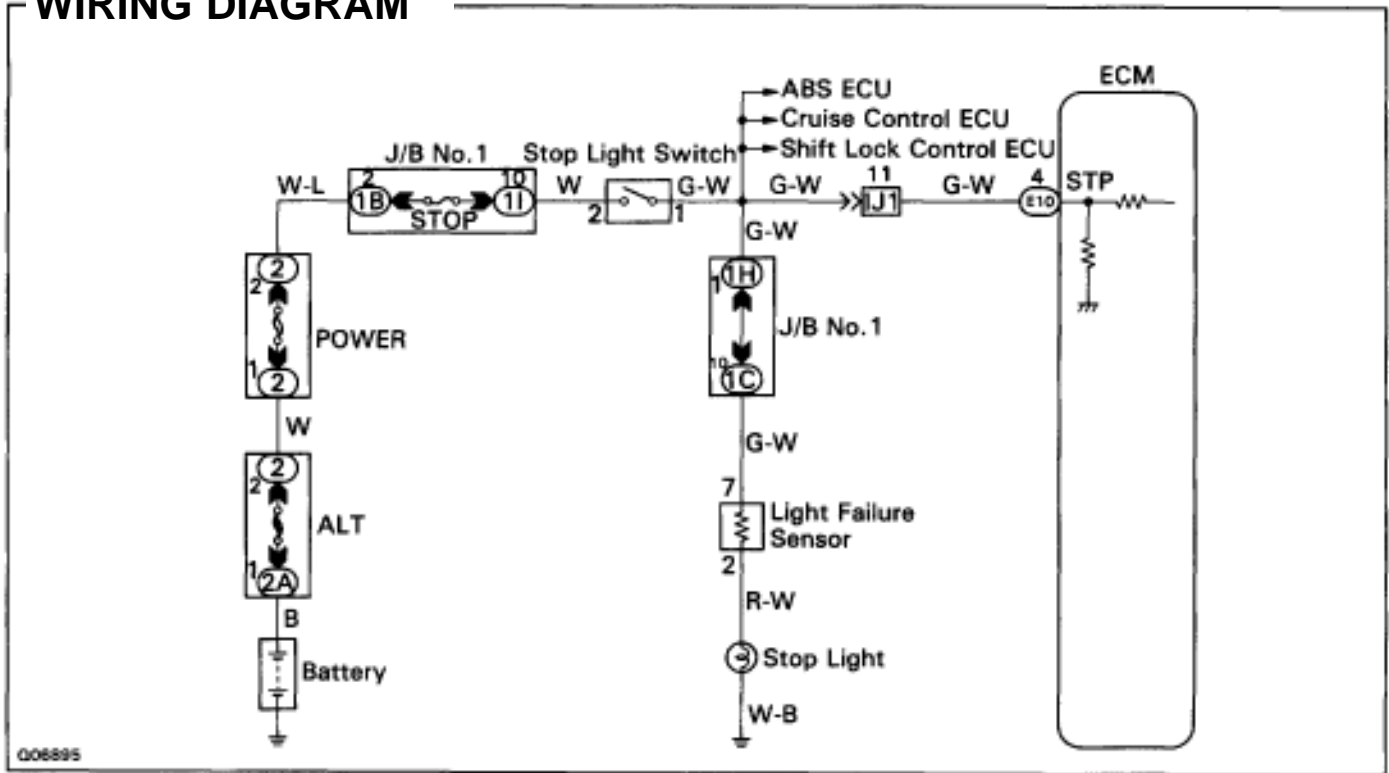 WIRING DIAGRAM
ECM
ABS ECU
Cruise Control ECU
Shift Lock Control ECU
J/B No.1
Stop Light Switch
W-L
2
10
W
G-W
G-W
11
G-W
4
STP
1B
1I
IJ1
E10
STOP
2
1
G-W
2
2
1H
1
POWER
J/B No.1
1
2
10
1C
W
G-W
2
2
7
ALT
Light Failure
Sensor
1
2A
2
B
R-W
Battery
Stop Light
W-B
Q06895